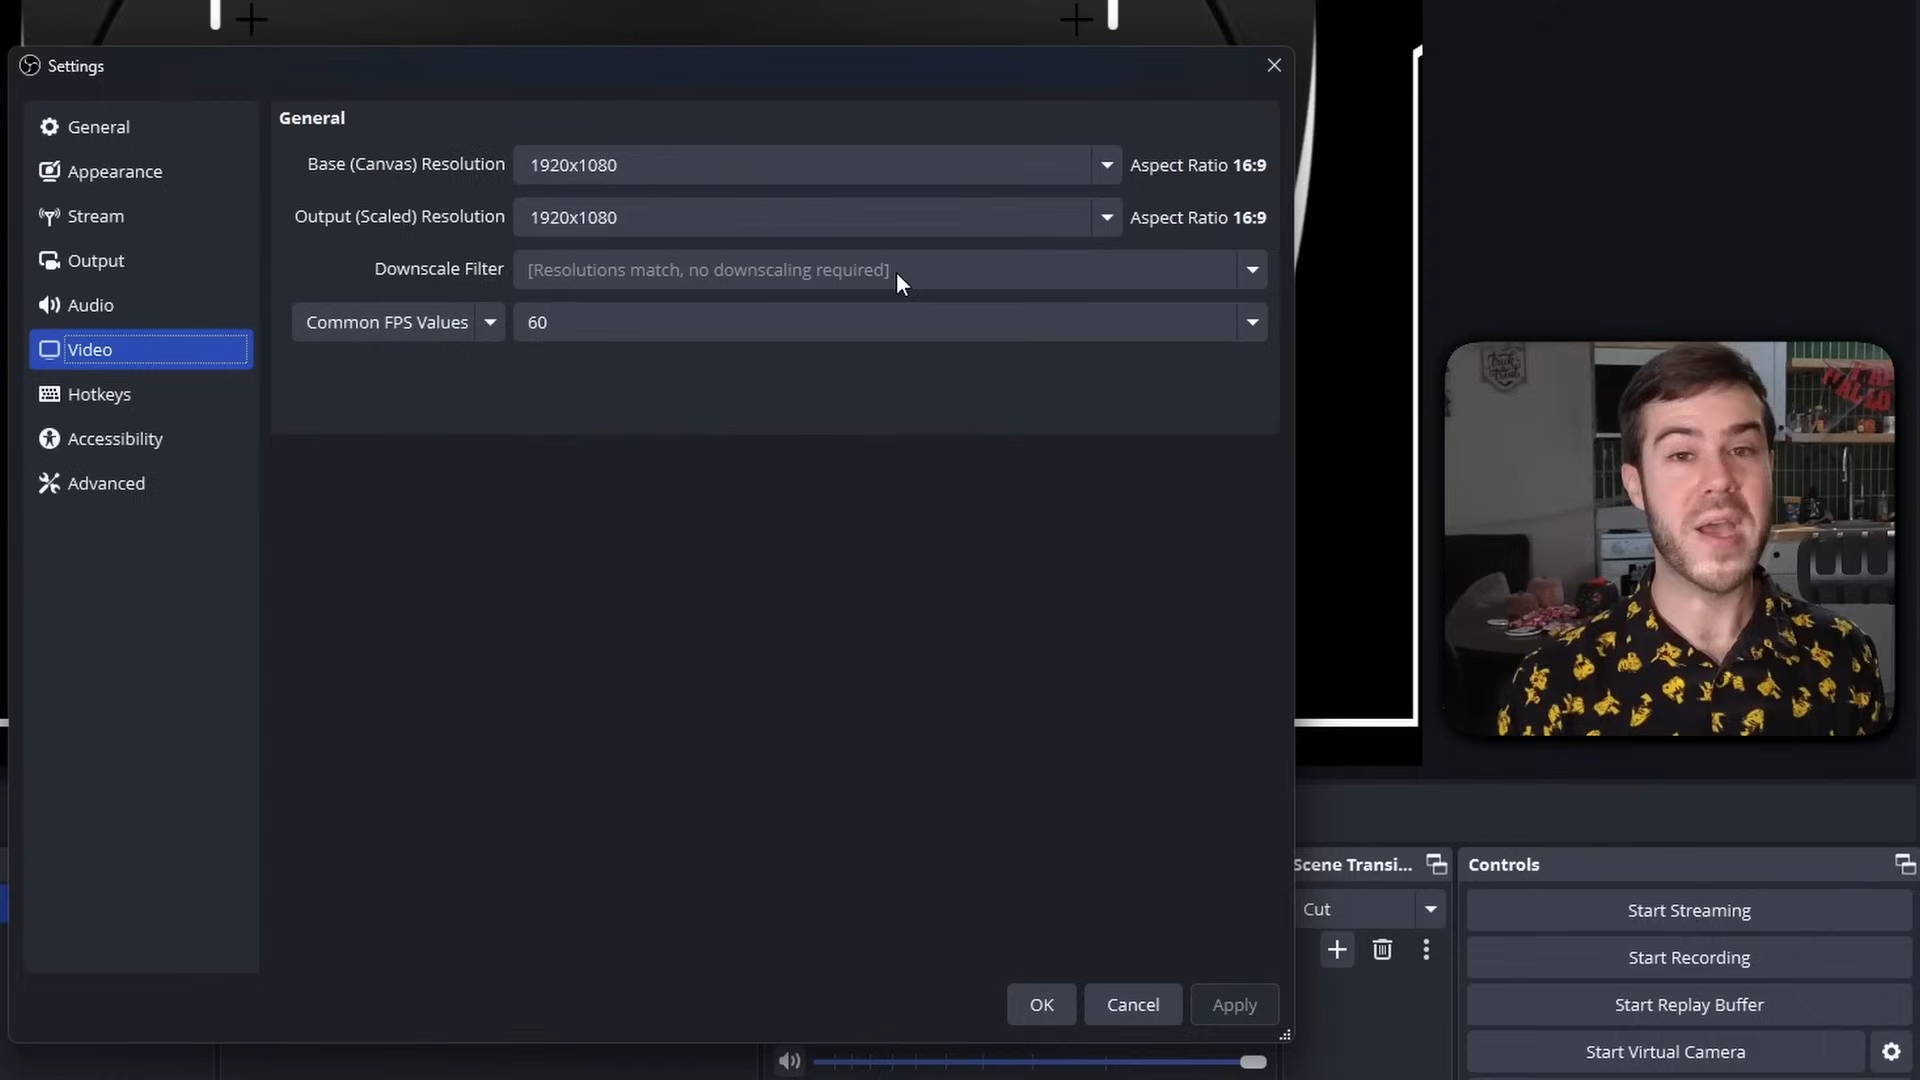 Settings
General
Appearance
Stream
Output
Audio
Video
Hotkeys
Accessibility
Advanced
General
Base (Canvas) Resolution 1920x1080 Aspect Ratio 16:9
Output (Scaled) Resolution 1920x1080 Aspect Ratio 16:9
Downscale Filter [Resolutions match, no downscaling required]
Common FPS Values 60
OK Cancel Apply
Trick
Treat
Scene Transi...
Cut
Controls
Start Streaming
Start Recording
Start Replay Buffer
Start Virtual Camera